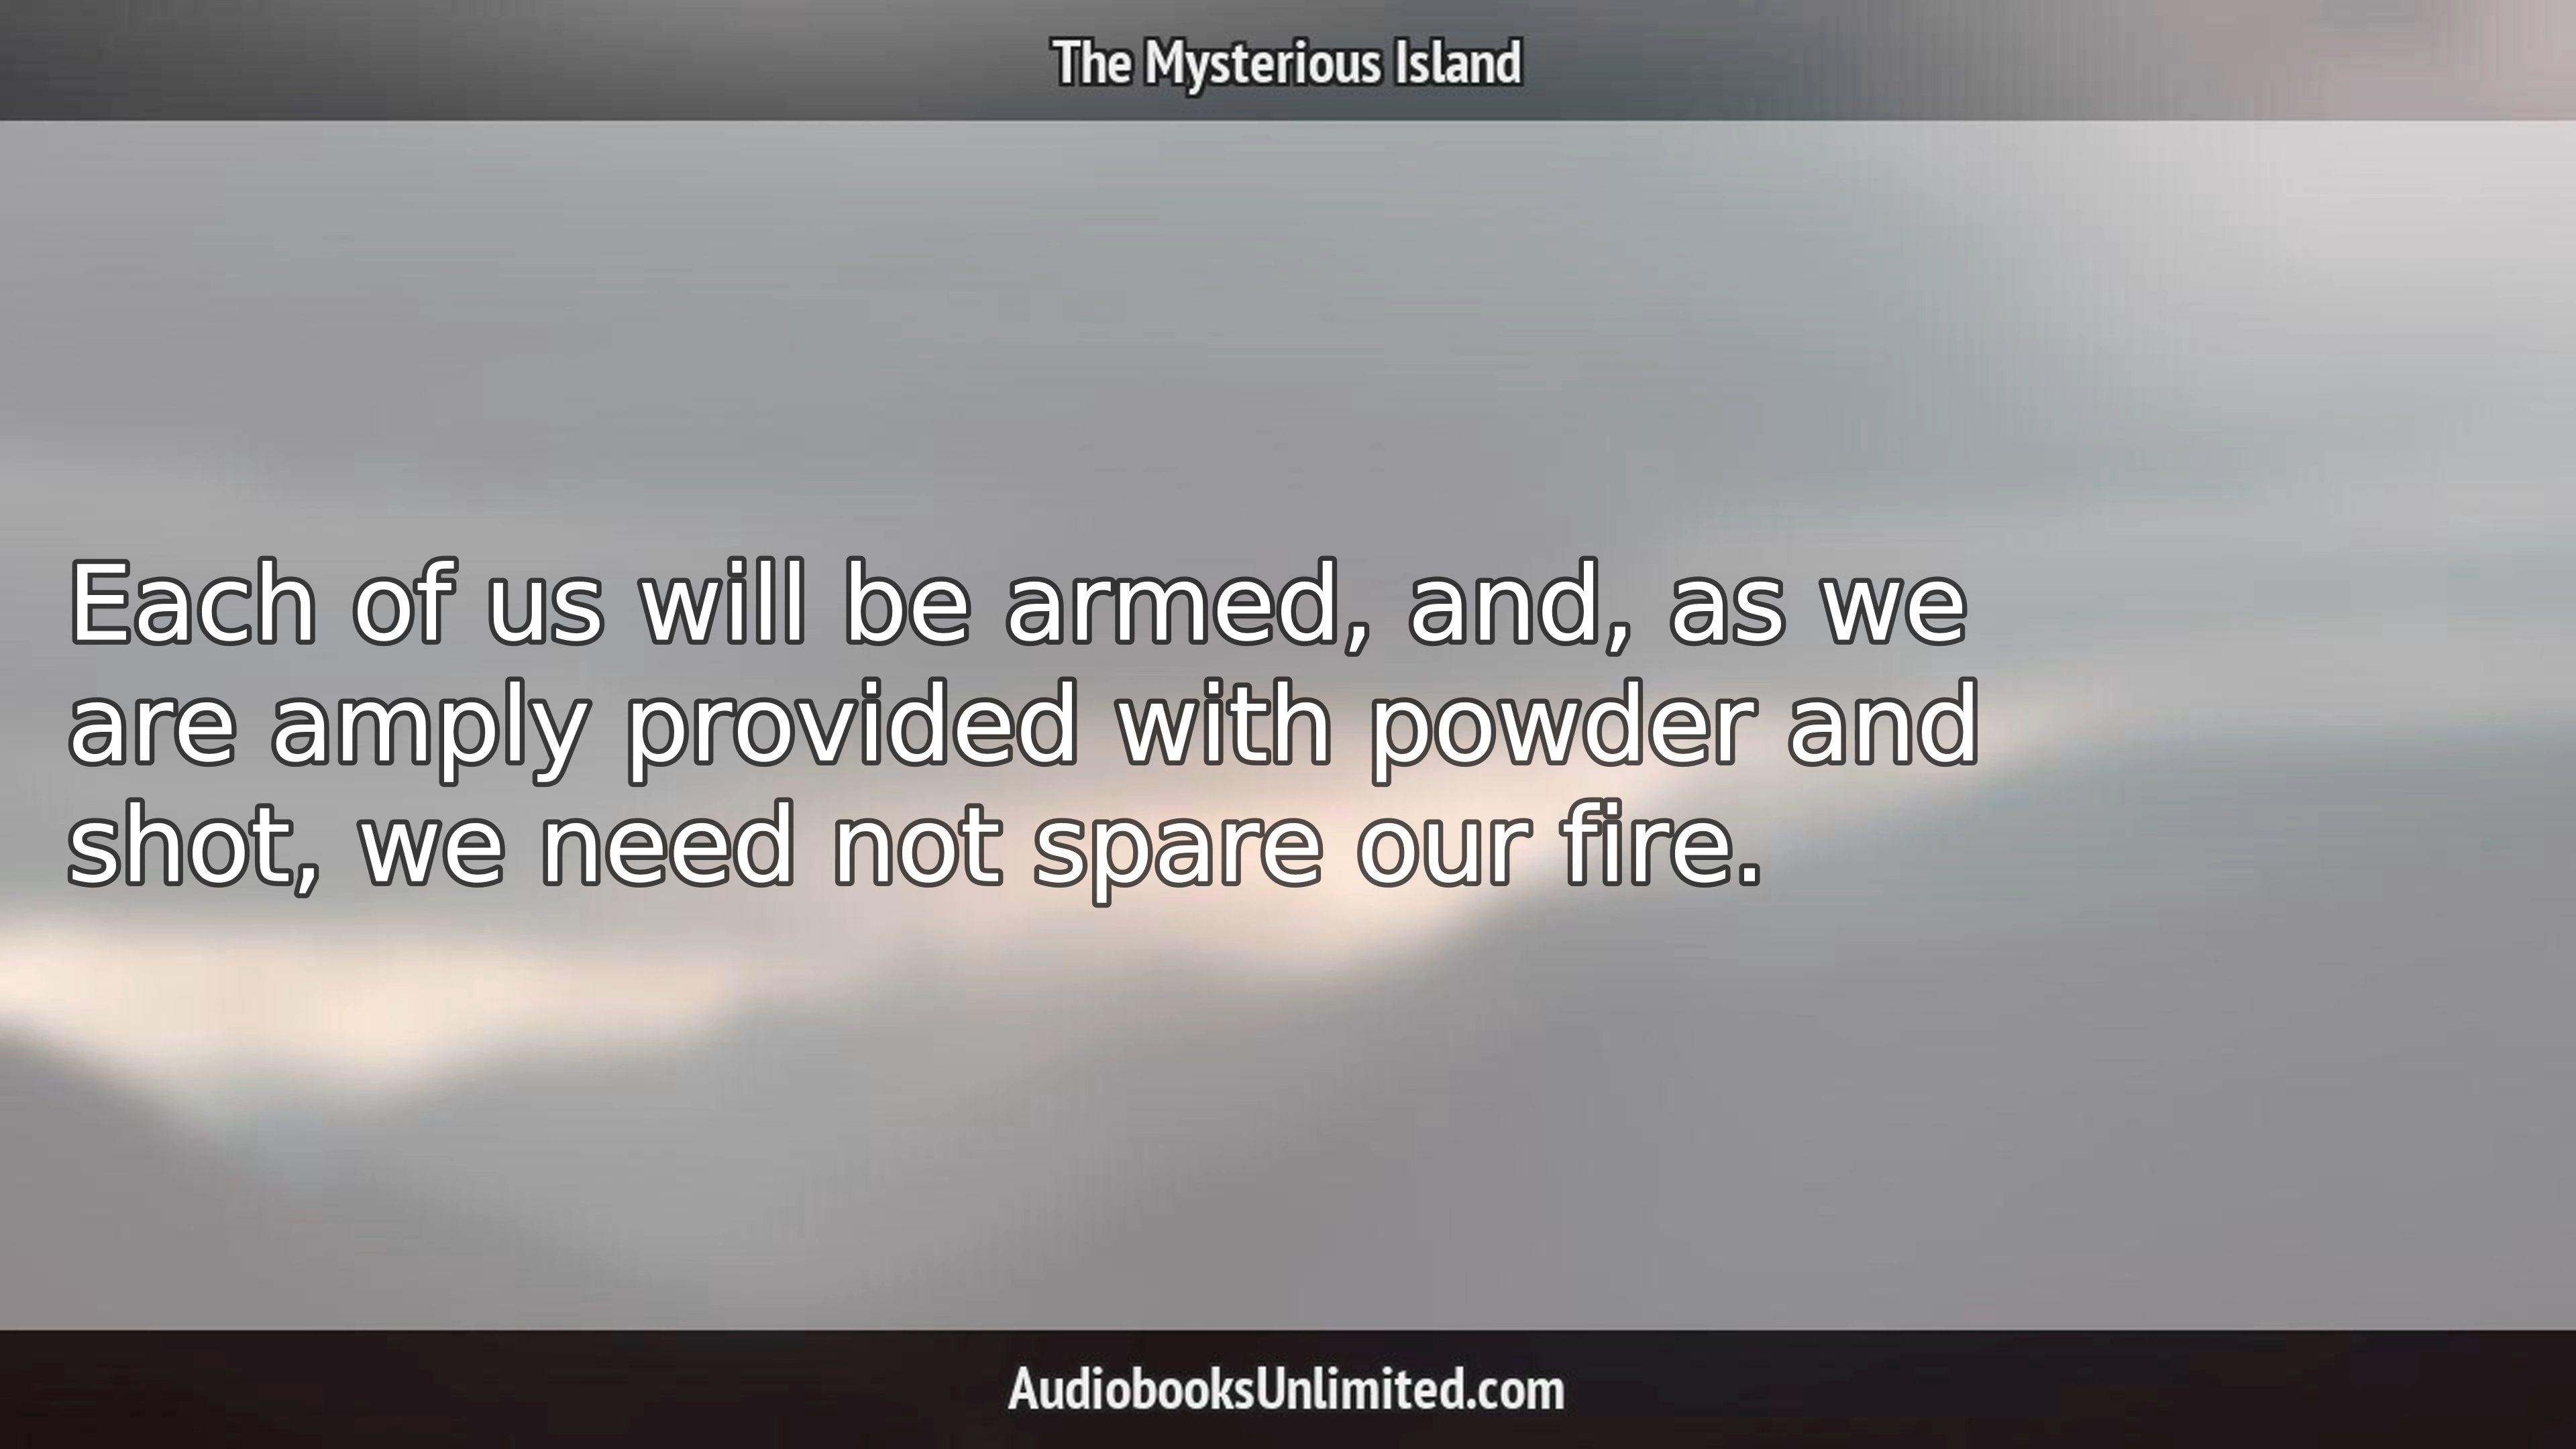 The Mysterious Island
Each of us will be armed, and, as we
are amply provided with powder and
shot, we need not spare our fire.
AudiobooksUnlimited.com